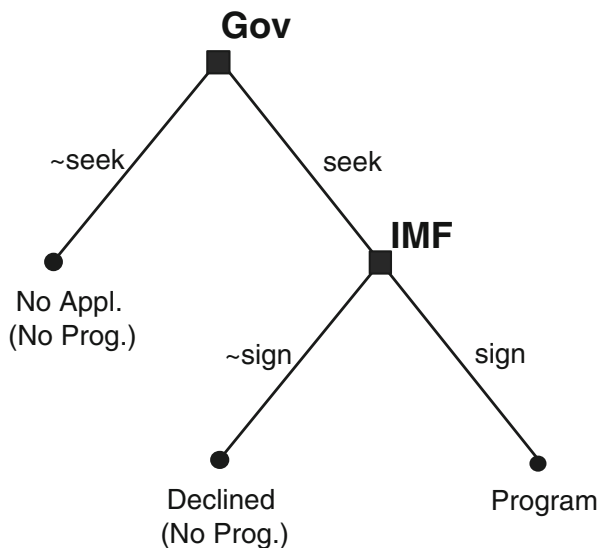 Gov
~seek
seek
IMF
No Appl.
(No Prog.)
~sign
sign
Declined
(No Prog.)
Program